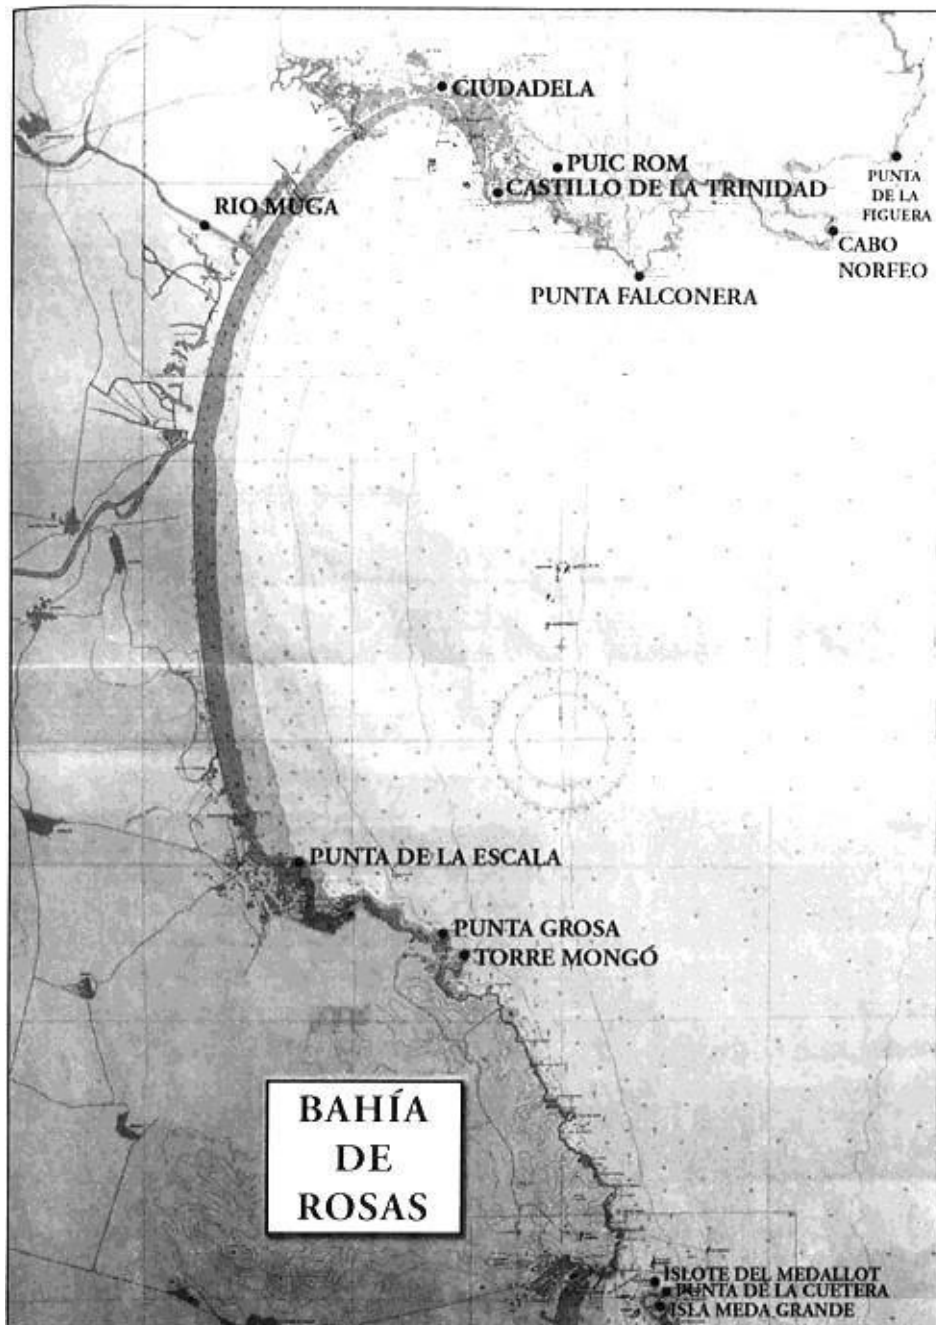 CIUDADELA
PUIC ROM
CASTILLO DE LA TRINIDAD
PUNTA
DE LA
FIGUERA
RIO MUGA
CABO
NORFEO
PUNTA FALCONERA
PUNTA DE LA ESCALA
PUNTA GROSA
TORRE MONGÓ
BAHÍA
DE
ROSAS
ISLOTE DEL MEDALLOT
PUNTA DE LA CUETERA
ISLA MEDA GRANDE